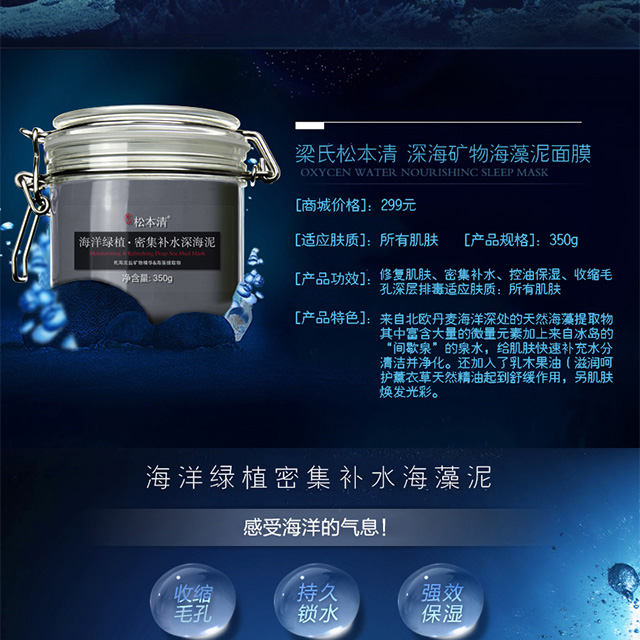 梁氏松本清 深海矿物海藻泥面膜
OXYCEN WATER NOURISHINC SLEEP MASK
[商城价格]：299元
[适应肤质]：所有肌肤 [产品规格]：350g
[产品功效]：修复肌肤、密集补水、控油保湿、收缩毛
孔深层排毒适应肤质：所有肌肤
[产品特色]：来自北欧丹麦海洋深处的天然海藻提取物
其中富含大量的微量元素加上来自冰岛的
“间歇泉”的泉水，给肌肤快速补充水分
清洁并净化。还加入了乳木果油（滋润呵
护薰衣草天然精油起到舒缓作用，另肌肤
焕发光彩。
松本清
海洋绿植·密集补水深海泥
净含量：350g
海洋绿植密集补水海藻泥
感受海洋的气息！
收缩
毛孔
持久
锁水
强效
保湿